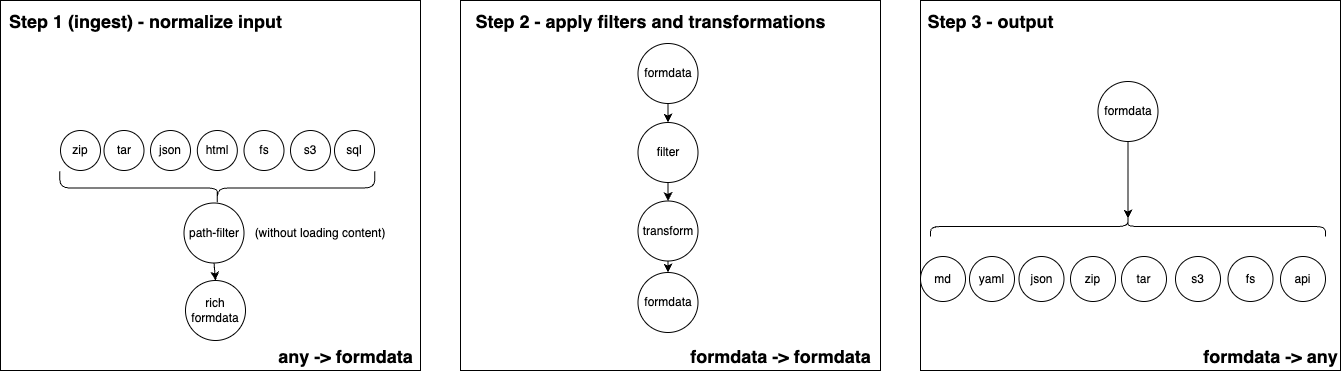 Step 1 (ingest) - normalize input
zip tar json html fs s3 sql
path-filter (without loading content)
rich
formdata
any -> formdata
Step 2 - apply filters and transformations
formdata
filter
transform
formdata
formdata -> formdata
Step 3 - output
formdata
md yaml json zip tar s3 fs api
formdata -> any